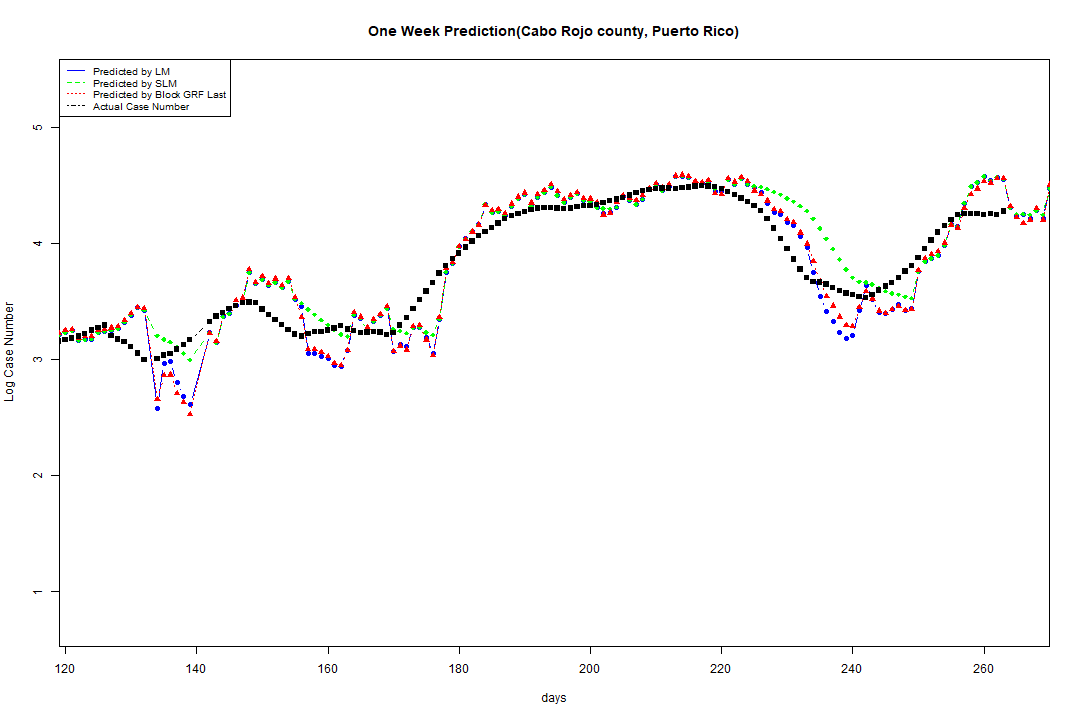 One Week Prediction(Cabo Rojo county, Puerto Rico)
Predicted by LM
Predicted by SLM
Predicted by Block GRF Last
Actual Case Number
5
4
3
2
1
Log Case Number
120 140 160 180 200 220 240 260
days